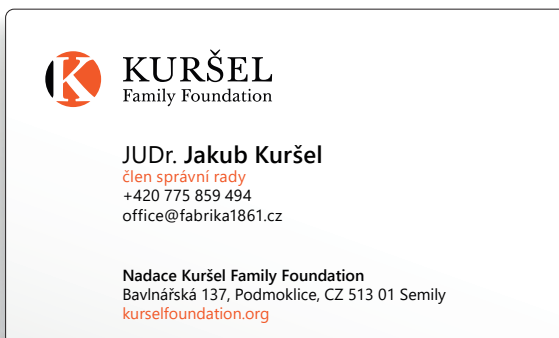 K
KURŠEL
Family Foundation
JUDr. Jakub Kuršel
člen správní rady
+420 775 859 494
office@fabrika1861.cz
Nadace Kuršel Family Foundation
Bavlnářská 137, Podmoklice, CZ 513 01 Semily
kurselfoundation.org